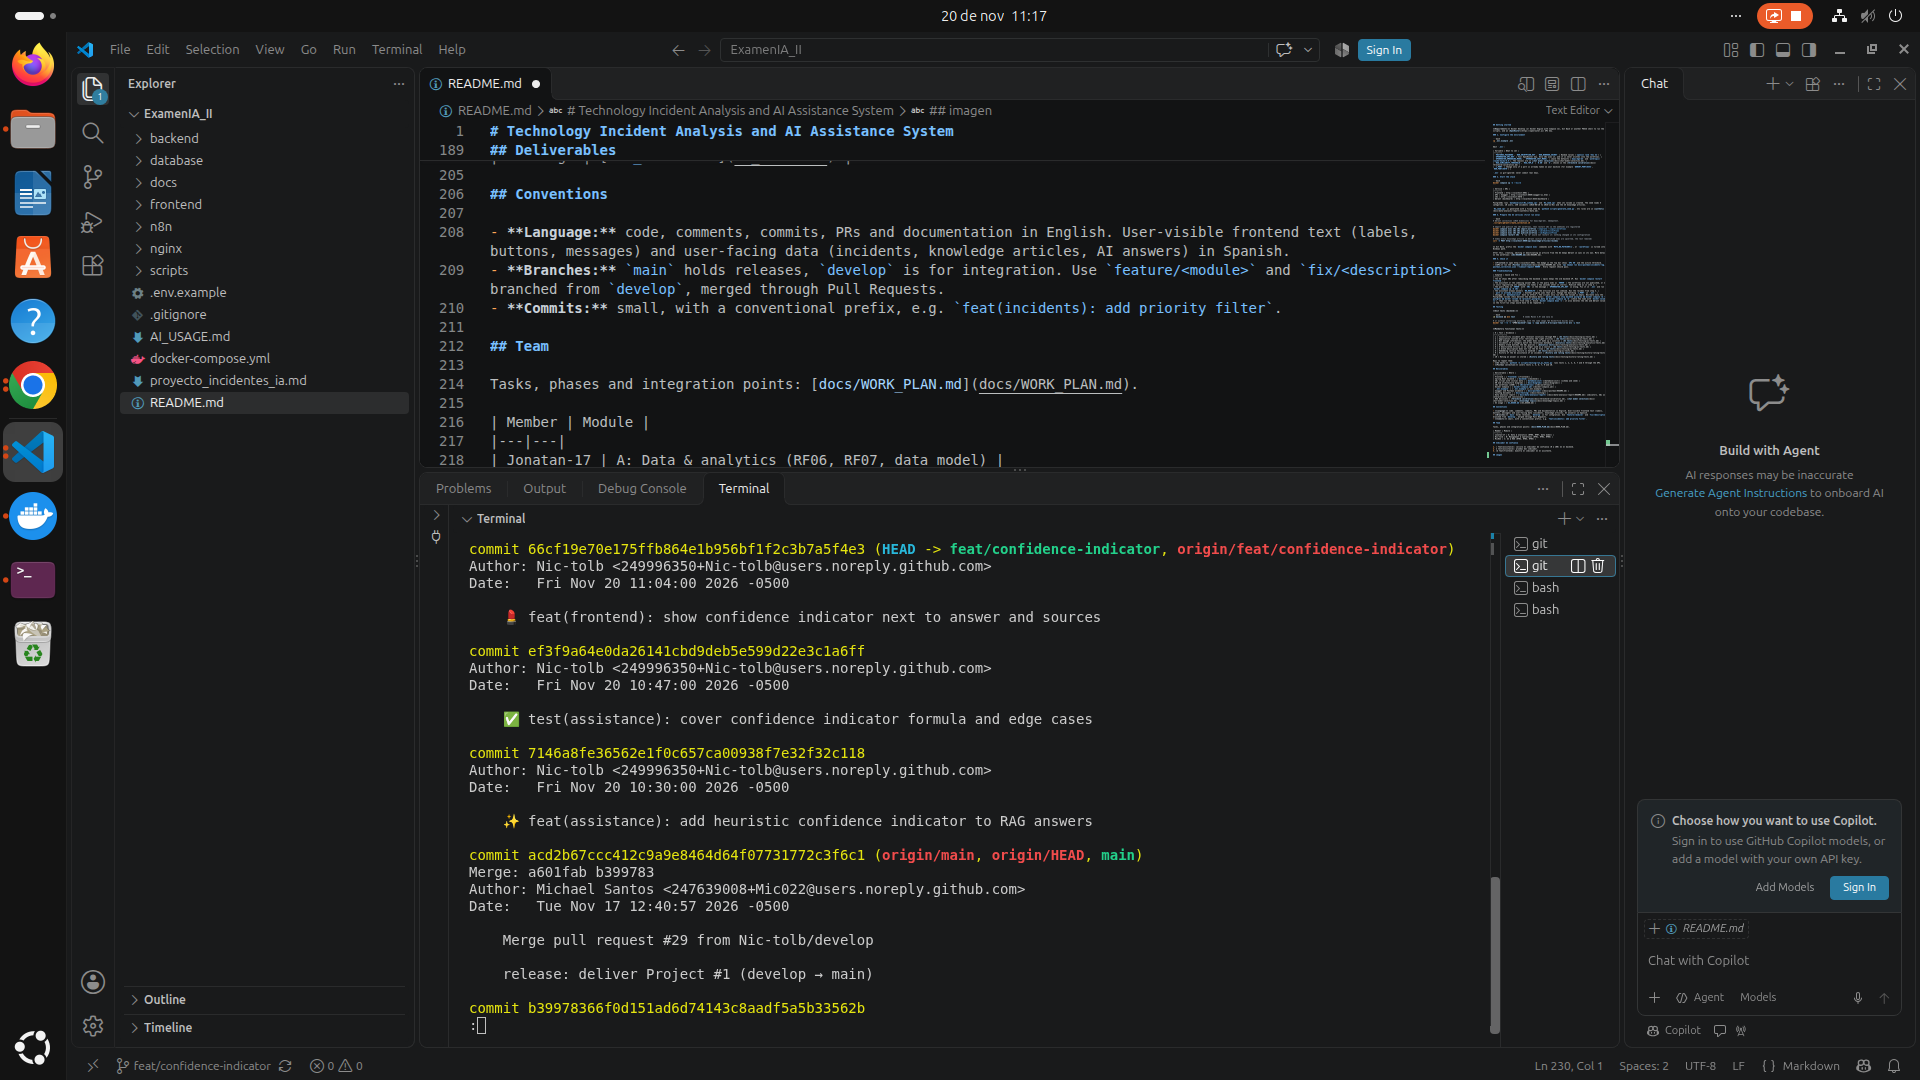 20 de nov 11:17
File Edit Selection View Go Run Terminal Help
ExamenIA_II
Sign In
Explorer
ExamenIA_II
backend
database
docs
frontend
n8n
nginx
scripts
.env.example
.gitignore
AI_USAGE.md
docker-compose.yml
proyecto_incidentes_ia.md
README.md
Outline
Timeline
README.md
README.md > # Technology Incident Analysis and AI Assistance System > ## imagen
Text Editor
1 # Technology Incident Analysis and AI Assistance System
189 ## Deliverables
205
206 ## Conventions
207
208 - **Language:** code, comments, commits, PRs and documentation in English. User-visible frontend text (labels,
buttons, messages) and user-facing data (incidents, knowledge articles, AI answers) in Spanish.
209 - **Branches:** `main` holds releases, `develop` is for integration. Use `feature/<module>` and `fix/<description>`
branched from `develop`, merged through Pull Requests.
210 - **Commits:** small, with a conventional prefix, e.g. `feat(incidents): add priority filter`.
211
212 ## Team
213
214 Tasks, phases and integration points: [docs/WORK_PLAN.md](docs/WORK_PLAN.md).
215
216 | Member | Module |
217 |---|---|
218 | Jonatan-17 | A: Data & analytics (RF06, RF07, data model) |
Problems Output Debug Console Terminal
Terminal
commit 66cf19e70e175ffb864e1b956bf1f2c3b7a5f4e3 (HEAD -> feat/confidence-indicator, origin/feat/confidence-indicator)
Author: Nic-tolb <249996350+Nic-tolb@users.noreply.github.com>
Date: Fri Nov 20 11:04:00 2026 -0500
💄 feat(frontend): show confidence indicator next to answer and sources
commit ef3f9a64e0da26141cbd9deb5e599d22e3c1a6ff
Author: Nic-tolb <249996350+Nic-tolb@users.noreply.github.com>
Date: Fri Nov 20 10:47:00 2026 -0500
✅ test(assistance): cover confidence indicator formula and edge cases
commit 7146a8fe36562e1f0c657ca00938f7e32f32c118
Author: Nic-tolb <249996350+Nic-tolb@users.noreply.github.com>
Date: Fri Nov 20 10:30:00 2026 -0500
✨ feat(assistance): add heuristic confidence indicator to RAG answers
commit acd2b67ccc412c9a9e8464d64f07731772c3f6c1 (origin/main, origin/HEAD, main)
Merge: a601fab b399783
Author: Michael Santos <247639008+Mic022@users.noreply.github.com>
Date: Tue Nov 17 12:40:57 2026 -0500
Merge pull request #29 from Nic-tolb/develop
release: deliver Project #1 (develop → main)
commit b39978366f0d151ad6d74143c8aadf5a5b33562b
:
git
git
bash
bash
Chat
Build with Agent
AI responses may be inaccurate
Generate Agent Instructions to onboard AI
onto your codebase.
Choose how you want to use Copilot.
Sign in to use GitHub Copilot models, or
add a model with your own API key.
Add Models
Sign In
README.md
Chat with Copilot
Agent Models
Copilot
feat/confidence-indicator
0 0
Ln 230, Col 1 Spaces: 2 UTF-8 LF { } Markdown